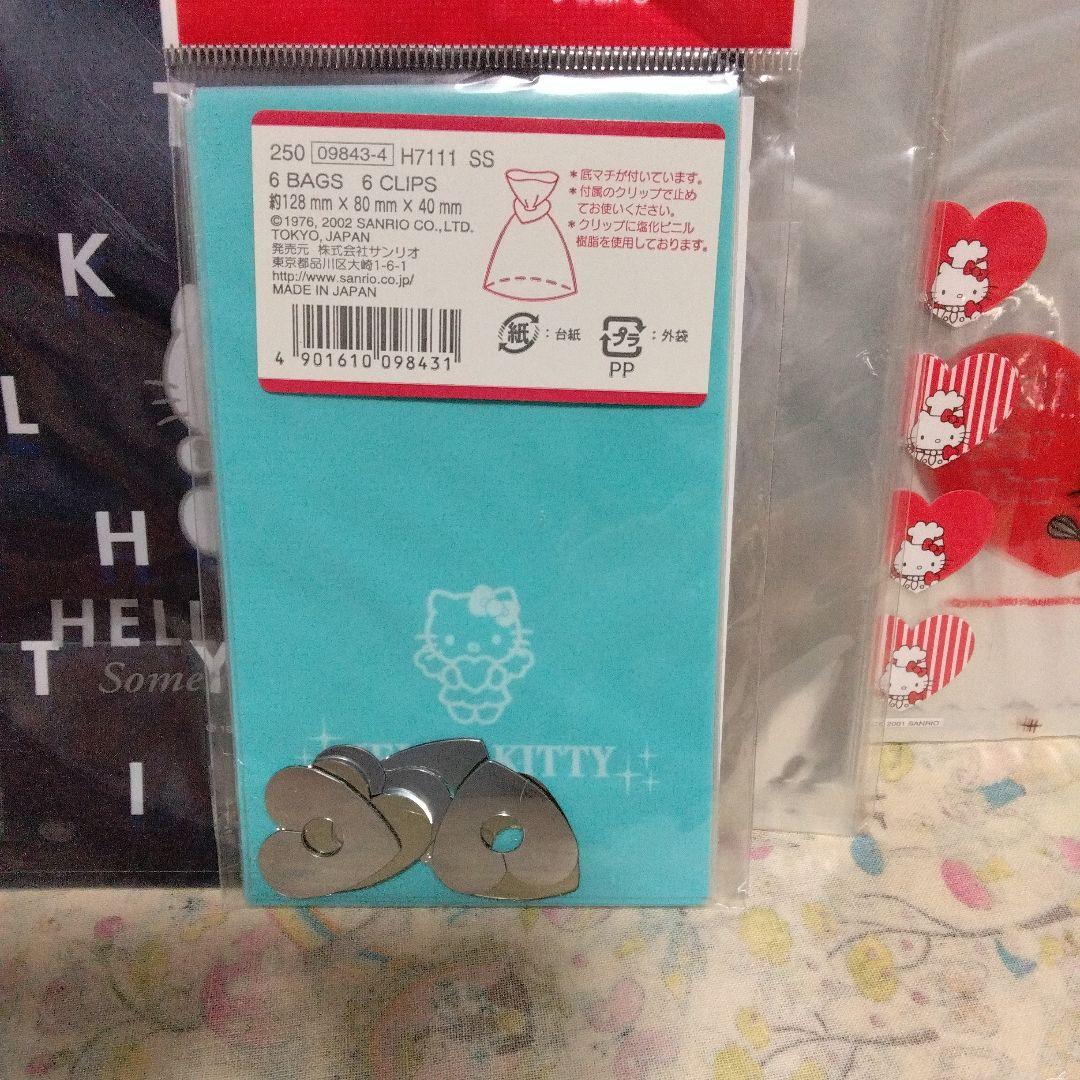 250 09843-4 H7111 SS
6 BAGS 6 CLIPS
約128 mm × 80 mm × 40 mm
©1976, 2002 SANRIO CO.,LTD.
TOKYO, JAPAN
発売元 株式会社サンリオ
東京都品川区大崎1-6-1
http://www.sanrio.co.jp/
MADE IN JAPAN
4 901610 098431
*底マチが付いています。
*付属のクリップで止め
てお使いください。
*クリップに塩化ビニル
樹脂を使用しております。
紙 : 台紙
プラ : 外袋
PP
KITTY
K
L
H
HELL
T Y
Some
I
2001 SANRIO